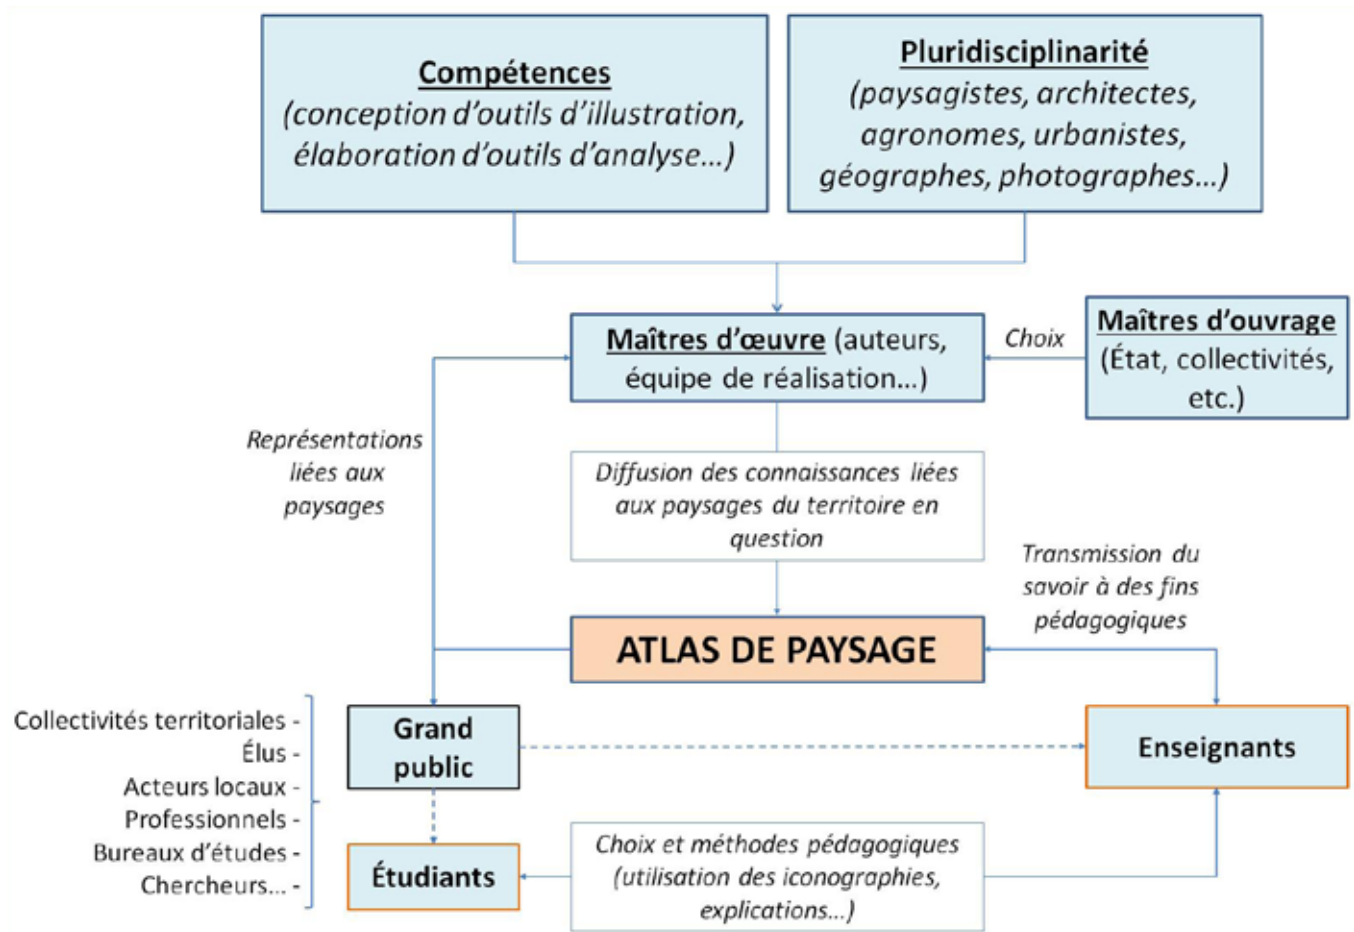 Compétences
(conception d'outils d'illustration,
élaboration d'outils d'analyse...)
Pluridisciplinarité
(paysagistes, architectes,
agronomes, urbanistes,
géographes, photographes...)
Maîtres d'œuvre (auteurs,
équipe de réalisation...)
Choix
Maîtres d'ouvrage
(État, collectivités,
etc.)
Représentations
liées aux
paysages
Diffusion des connaissances liées
aux paysages du territoire en
question
Transmission du
savoir à des fins
pédagogiques
ATLAS DE PAYSAGE
Collectivités territoriales -
Élus -
Acteurs locaux -
Professionnels -
Bureaux d'études -
Chercheurs... -
Grand
public
Enseignants
Étudiants
Choix et méthodes pédagogiques
(utilisation des iconographies,
explications...)